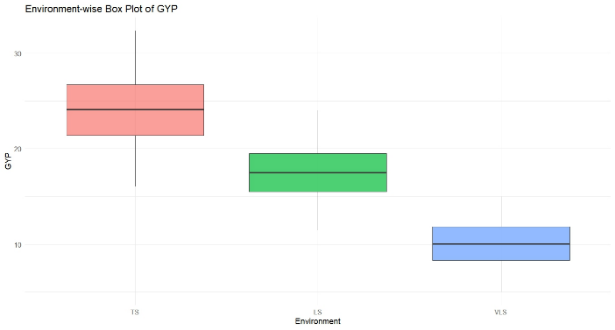 Environment-wise Box Plot of GYP
30
20
10
GYP
TS
LS
VLS
Environment